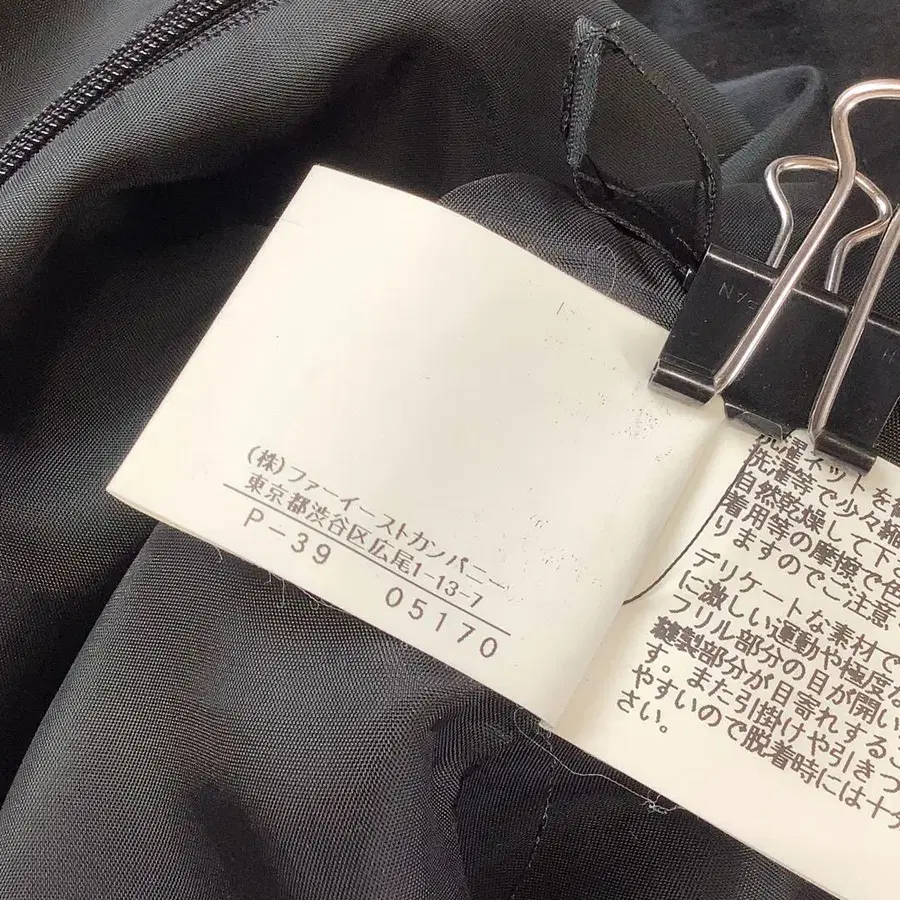 (株)ファーイーストカンパニー
東京都渋谷区広尾1-13-7
P-39 05170
洗濯ネットを
洗濯等で少々縮
自然乾燥して下
着用等の摩擦で色
りますのでご注意
デリケートな素材で
に激しい運動や極度な
フリル部分の目が開い
縫製部分が目寄れするこ
す。また引掛けや引きつ
やすいので脱着時には十分
さい。